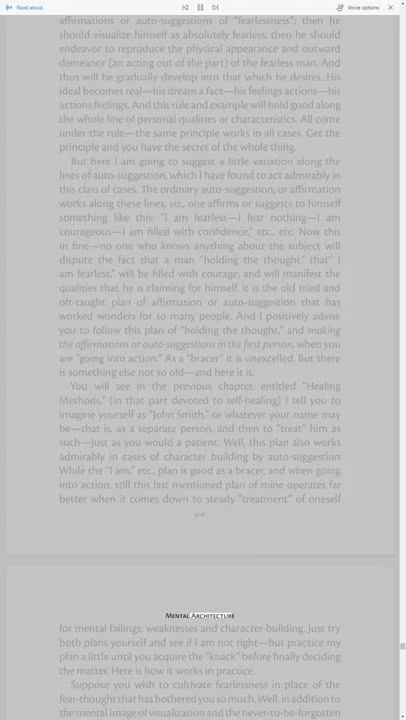 Read aloud
Voice options
affirmations or auto-suggestions of "fearlessness"; then he
should visualize himself as absolutely fearless; then he should
endeavor to reproduce the physical appearance and outward
demeanor (an acting out of the part) of the fearless man. And
thus will he gradually develop into that which he desires. His
ideal becomes real—his dream a fact—his feelings actions—his
actions feelings. And this rule and example will hold good along
the whole line of personal qualities or characteristics. All come
under the rule—the same principle works in all cases. Get the
principle and you have the secret of the whole thing.
But here I am going to suggest a little variation along the
lines of auto-suggestion, which I have found to act admirably in
this class of cases. The ordinary auto-suggestion, or affirmation
works along these lines, viz., one affirms or suggests to himself
something like this: "I am fearless—I fear nothing—I am
courageous—I am filled with confidence," etc., etc. Now this
in fine—no one who knows anything about the subject will
dispute the fact that a man "holding the thought" that" I
am fearless," will be filled with courage, and will manifest the
qualities that he is claiming for himself. It is the old tried and
oft-taught plan of affirmation or auto-suggestion that has
worked wonders for so many people. And I positively advise
you to follow this plan of "holding the thought," and making
the affirmations or auto-suggestions in the first person, when you
are "going into action." As a "bracer" it is unexcelled. But there
is something else not so old—and here it is.
You will see in the previous chapter, entitled "Healing
Methods," (in that part devoted to self-healing) I tell you to
imagine yourself as "John Smith," or whatever your name may
be—that is, as a separate person, and then to "treat" him as
such—just as you would a patient. Well, this plan also works
admirably in cases of character building by auto-suggestion.
While the "I am," etc., plan is good as a bracer, and when going
into action, still this last mentioned plan of mine operates far
better when it comes down to steady "treatment" of oneself
Mental Architecture
for mental failings; weaknesses and character-building. Just try
both plans yourself and see if I am not right—but practice my
plan a little until you acquire the "knack" before finally deciding
the matter. Here is how it works in practice.
Suppose you wish to cultivate fearlessness in place of the
fear-thought that has bothered you so much. Well, in addition to
the mental image of visualization and the never-to-be-forgotten